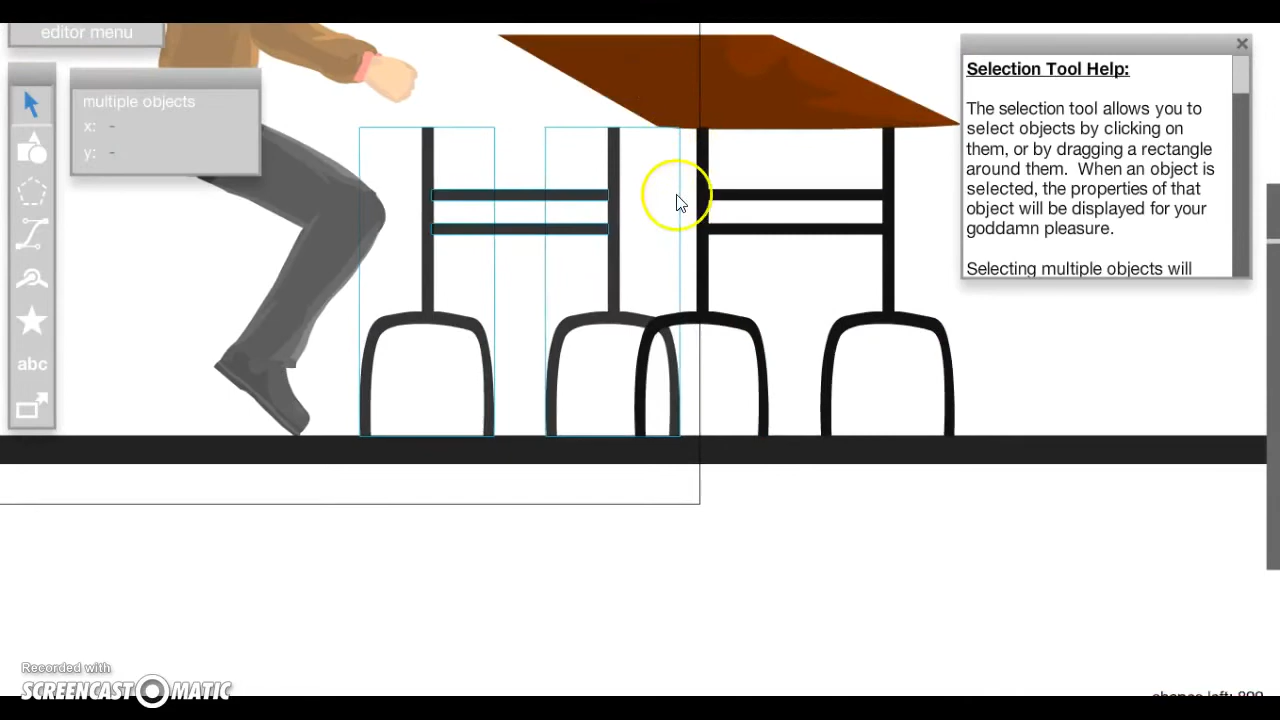 editor menu
multiple objects
x: -
y: -
abc
Selection Tool Help:
The selection tool allows you to
select objects by clicking on
them, or by dragging a rectangle
around them. When an object is
selected, the properties of that
object will be displayed for your
goddamn pleasure.
Selecting multiple objects will
Recorded with
SCREENCAST MATIC
shapes left: